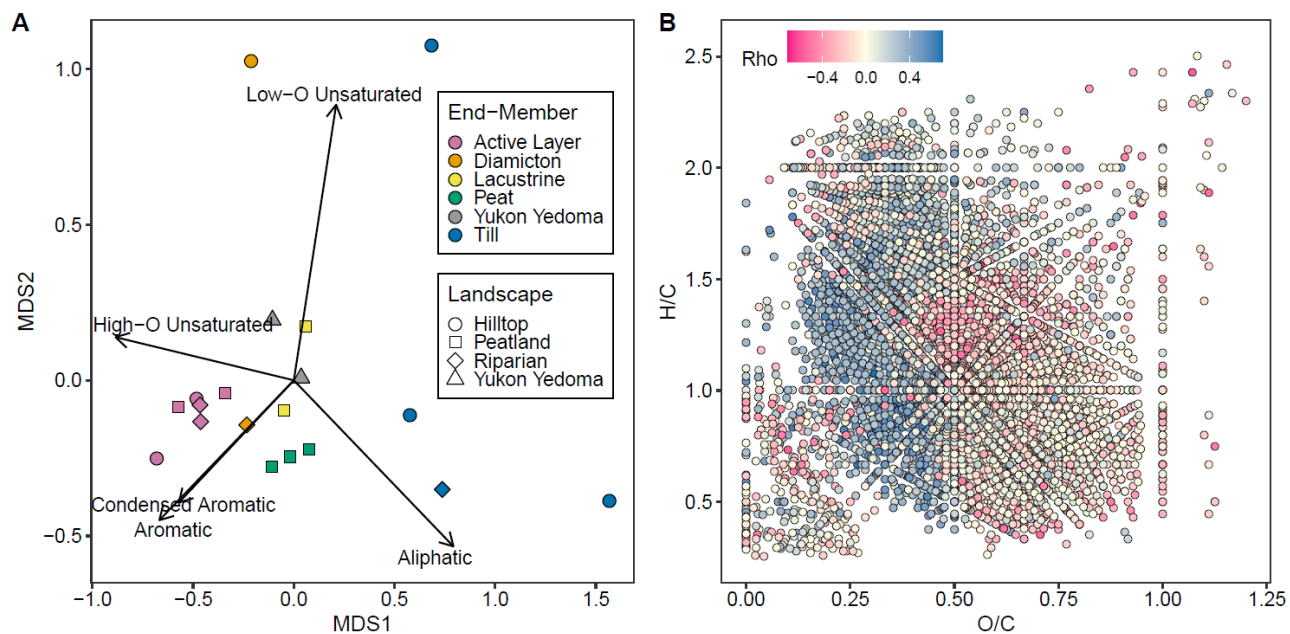 A
1.0
0.5
0.0
−0.5
MDS2
−1.0
−0.5
0.0
0.5
1.0
1.5
MDS1
Low−O Unsaturated
High−O Unsaturated
Condensed Aromatic
Aromatic
Aliphatic
End−Member
Active Layer
Diamicton
Lacustrine
Peat
Yukon Yedoma
Till
Landscape
Hilltop
Peatland
Riparian
Yukon Yedoma
B
Rho
−0.4
0.0
0.4
2.5
2.0
1.5
1.0
0.5
H/C
0.00
0.25
0.50
0.75
1.00
1.25
O/C